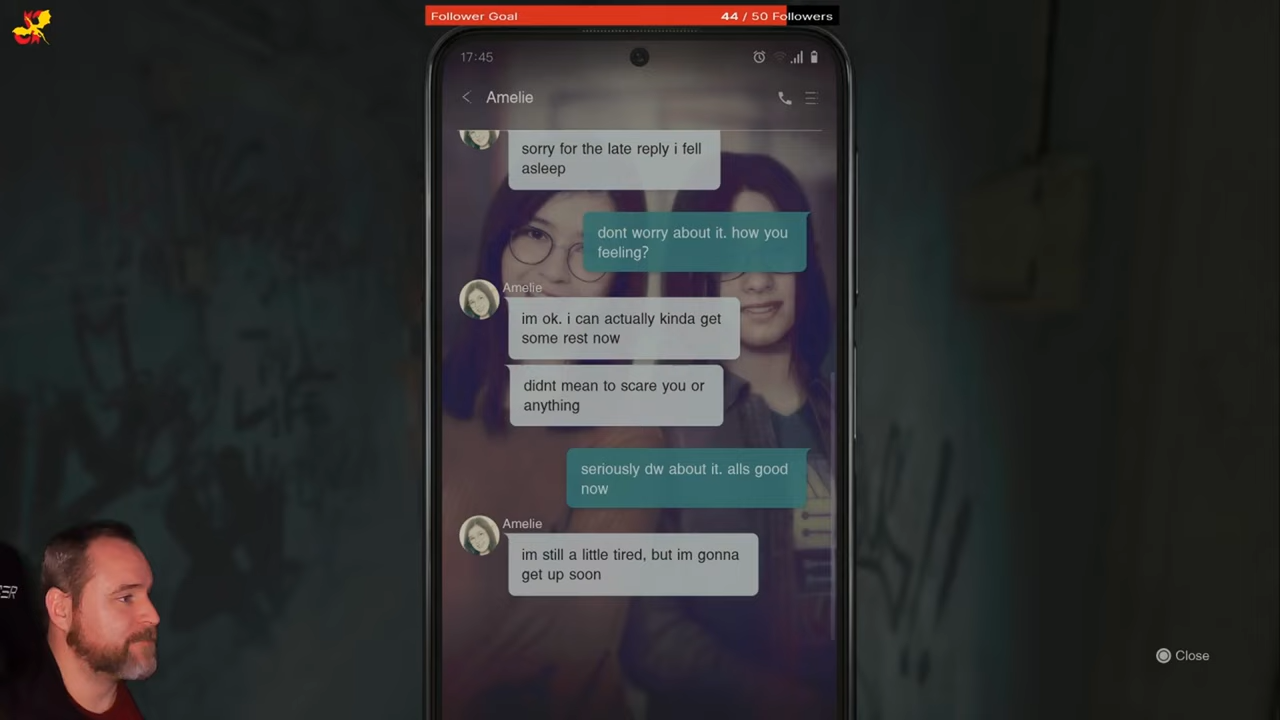 Follower Goal
44 / 50 Followers
17:45
Amelie
sorry for the late reply i fell
asleep
dont worry about it. how you
feeling?
Amelie
im ok. i can actually kinda get
some rest now
didnt mean to scare you or
anything
seriously dw about it. alls good
now
Amelie
im still a little tired, but im gonna
get up soon
Close